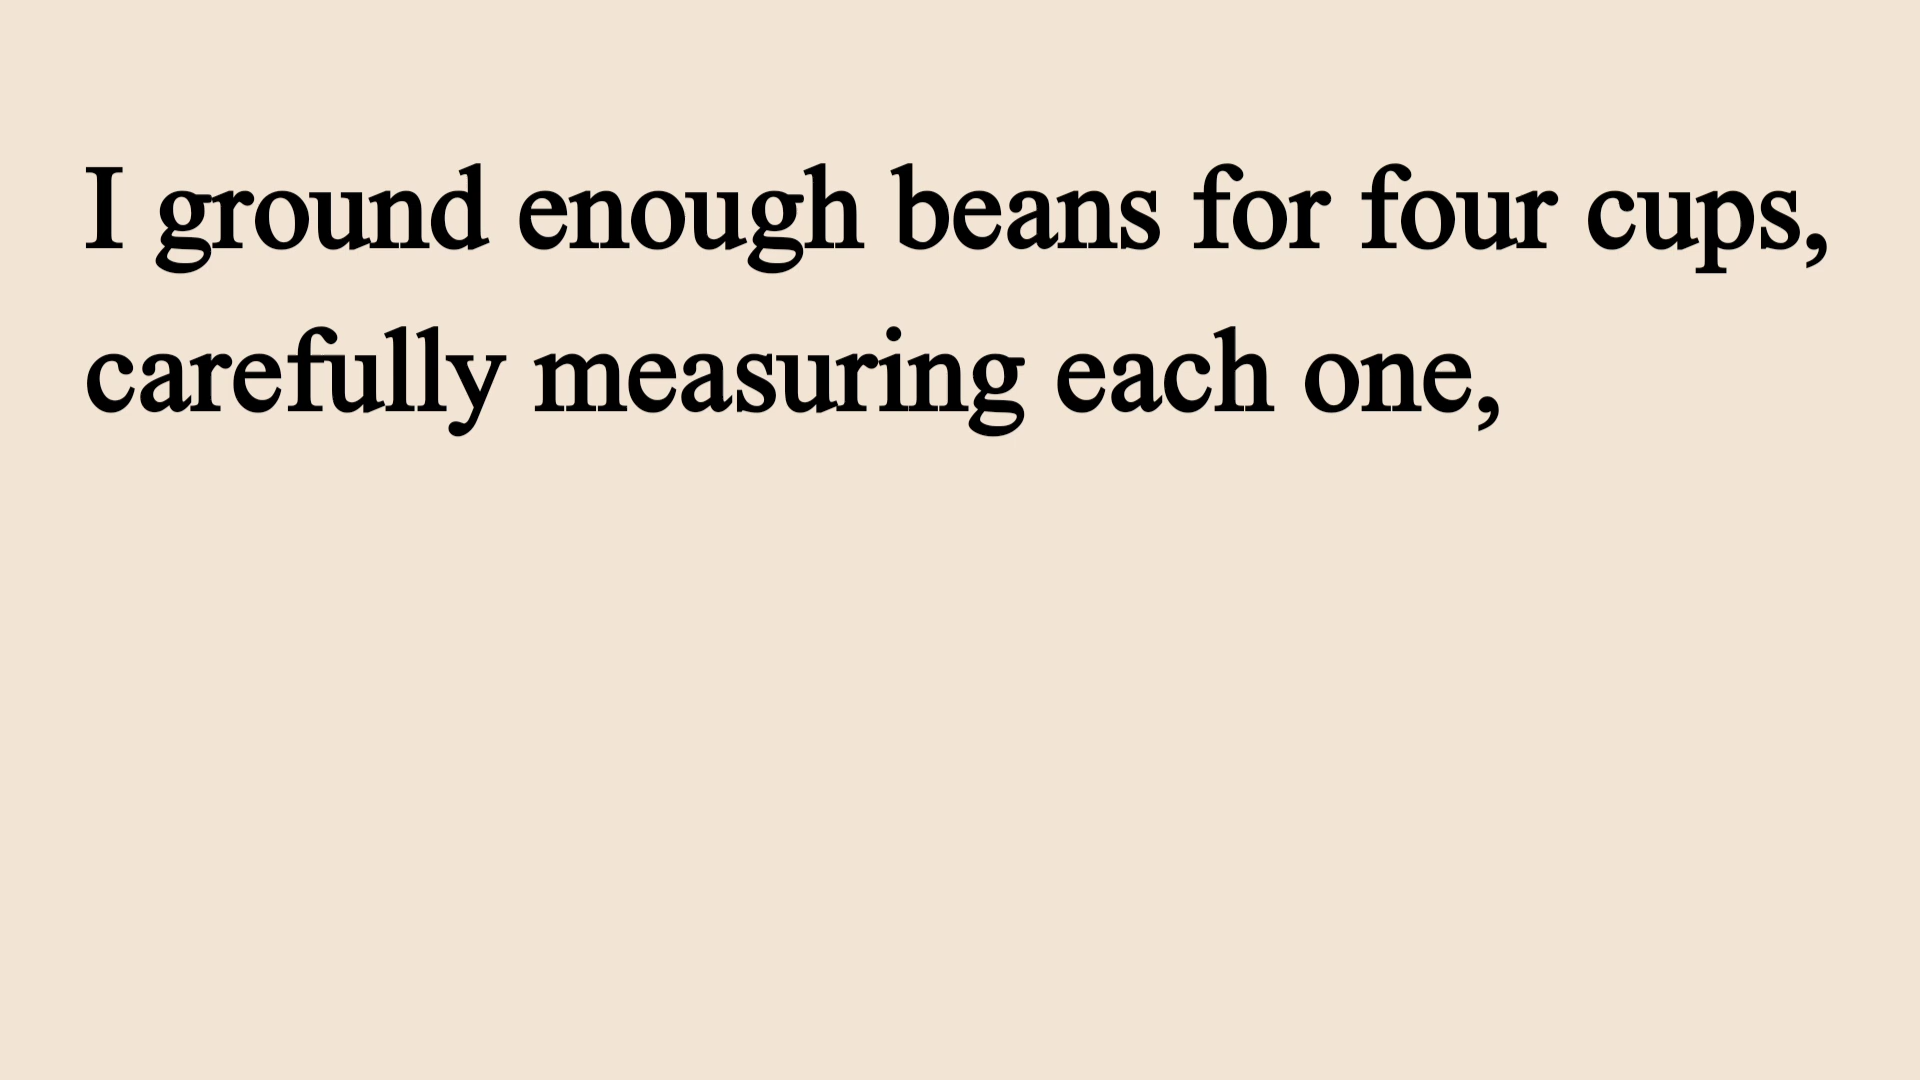 I ground enough beans for four cups,
carefully measuring each one,